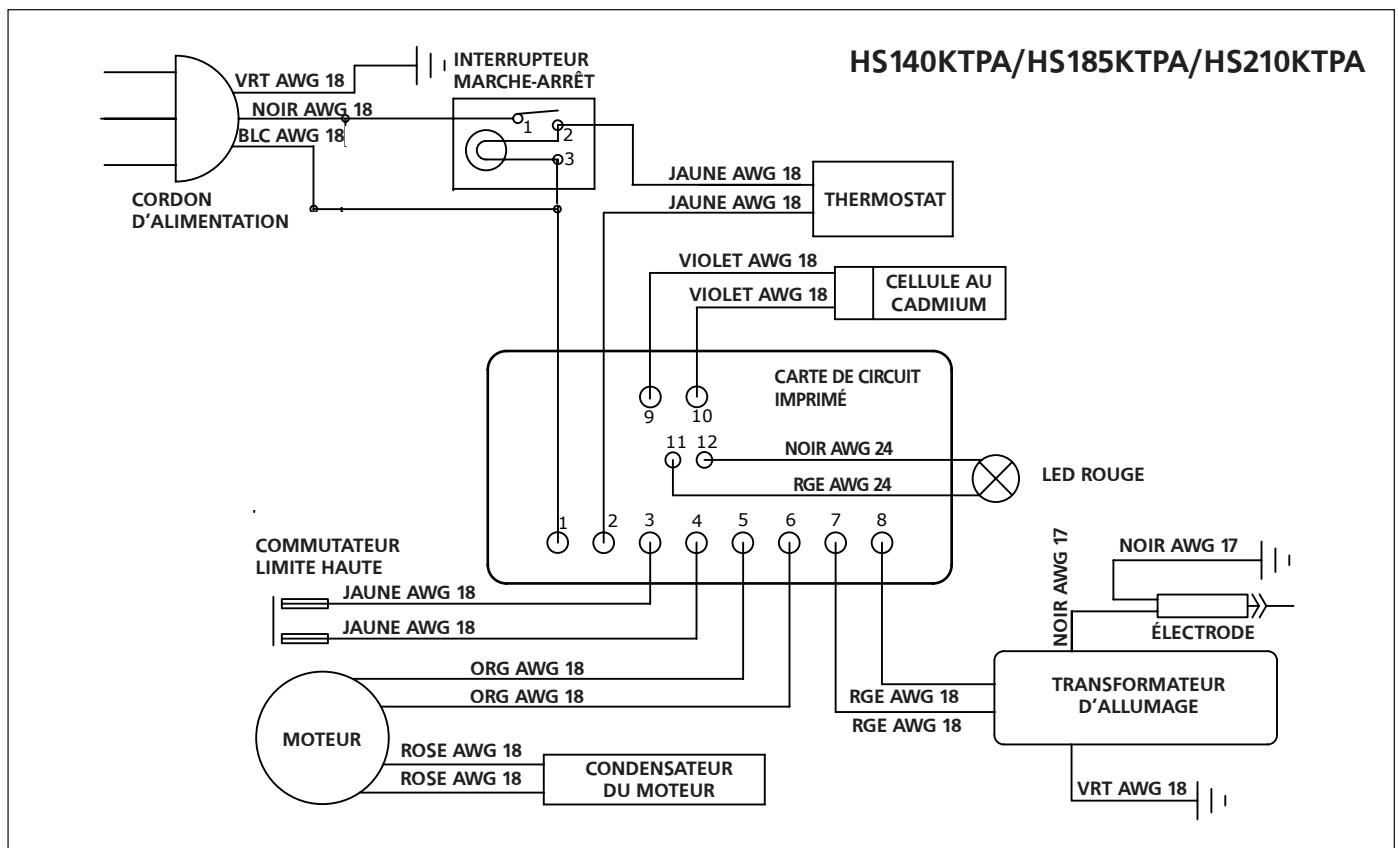 HS140KTPA/HS185KTPA/HS210KTPA
VRT AWG 18
NOIR AWG 18
BLC AWG 18
CORDON
D'ALIMENTATION
INTERRUPTEUR
MARCHE-ARRÊT
1
2
3
JAUNE AWG 18
JAUNE AWG 18
THERMOSTAT
VIOLET AWG 18
VIOLET AWG 18
CELLULE AU
CADMIUM
CARTE DE CIRCUIT
IMPRIMÉ
9
10
11
12
NOIR AWG 24
RGE AWG 24
LED ROUGE
1
2
3
4
5
6
7
8
COMMUTATEUR
LIMITE HAUTE
JAUNE AWG 18
JAUNE AWG 18
ORG AWG 18
ORG AWG 18
MOTEUR
ROSE AWG 18
ROSE AWG 18
CONDENSATEUR
DU MOTEUR
RGE AWG 18
RGE AWG 18
NOIR AWG 17
NOIR AWG 17
ÉLECTRODE
TRANSFORMATEUR
D'ALLUMAGE
VRT AWG 18